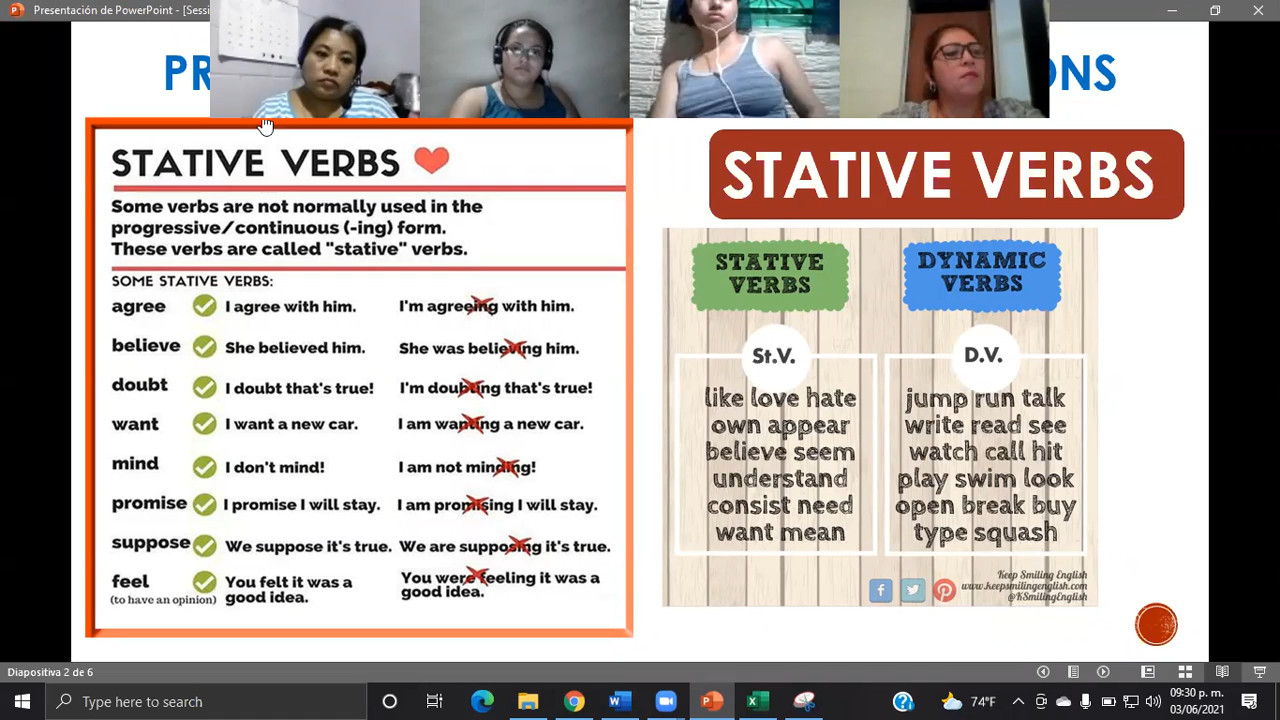 Presentación de PowerPoint - [Sessi
PR
ONS
STATIVE VERBS
Some verbs are not normally used in the
progressive/continuous (-ing) form.
These verbs are called "stative" verbs.
SOME STATIVE VERBS:
agree I agree with him. I'm agreeing with him.
believe She believed him. She was believing him.
doubt I doubt that's true! I'm doubting that's true!
want I want a new car. I am wanting a new car.
mind I don't mind! I am not minding!
promise I promise I will stay. I am promising I will stay.
suppose We suppose it's true. We are supposing it's true.
feel You felt it was a You were feeling it was a
(to have an opinion) good idea. good idea.
STATIVE VERBS
STATIVE
VERBS
St.V.
like love hate
own appear
believe seem
understand
consist need
want mean
DYNAMIC
VERBS
D.V.
jump run talk
write read see
watch call hit
play swim look
open break buy
type squash
Keep Smiling English
www.keepsmilingenglish.com
@KSmilingEnglish
Diapositiva 2 de 6
Type here to search
74°F
09:30 p. m.
03/06/2021